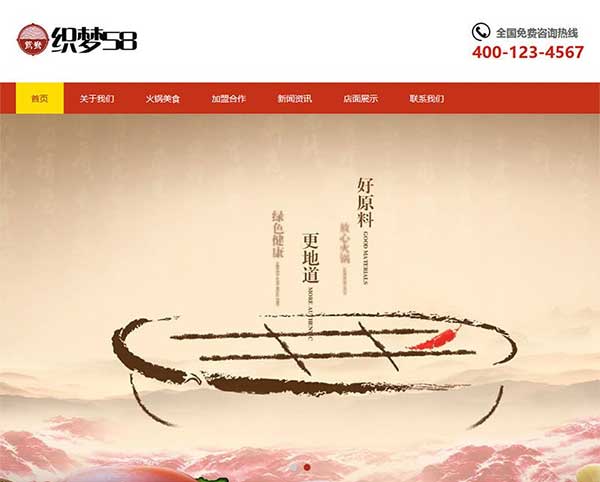 鸳鸯
织梦58
全国免费咨询热线
400-123-4567
首页
关于我们
火锅美食
加盟合作
新闻资讯
店面展示
联系我们
好原料
GOOD MATERIALS
放心火锅
更地道
MORE AUTHENTIC
绿色健康